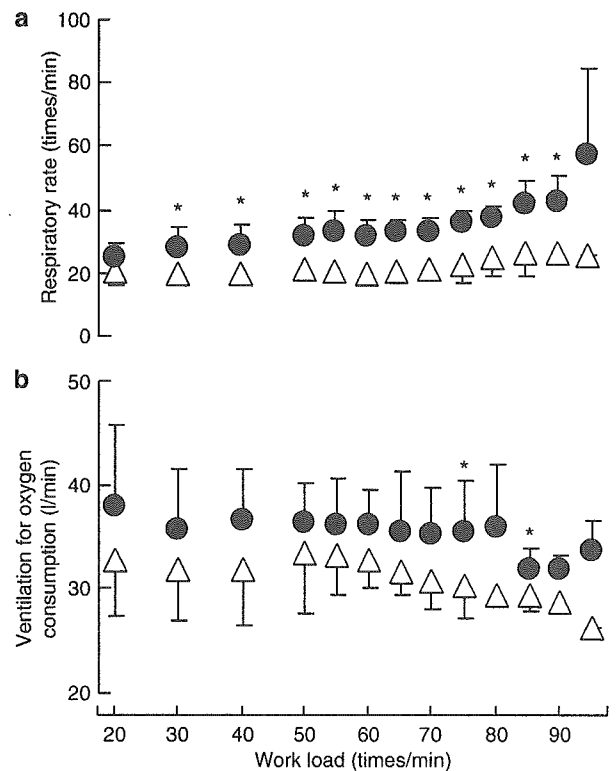 a
100
80
60
40
20
0
Respiratory rate (times/min)
* * * * * * * * * * *
b
50
40
30
20
Ventilation for oxygen
consumption (l/min)
* *
20 30 40 50 60 70 80 90
Work load (times/min)